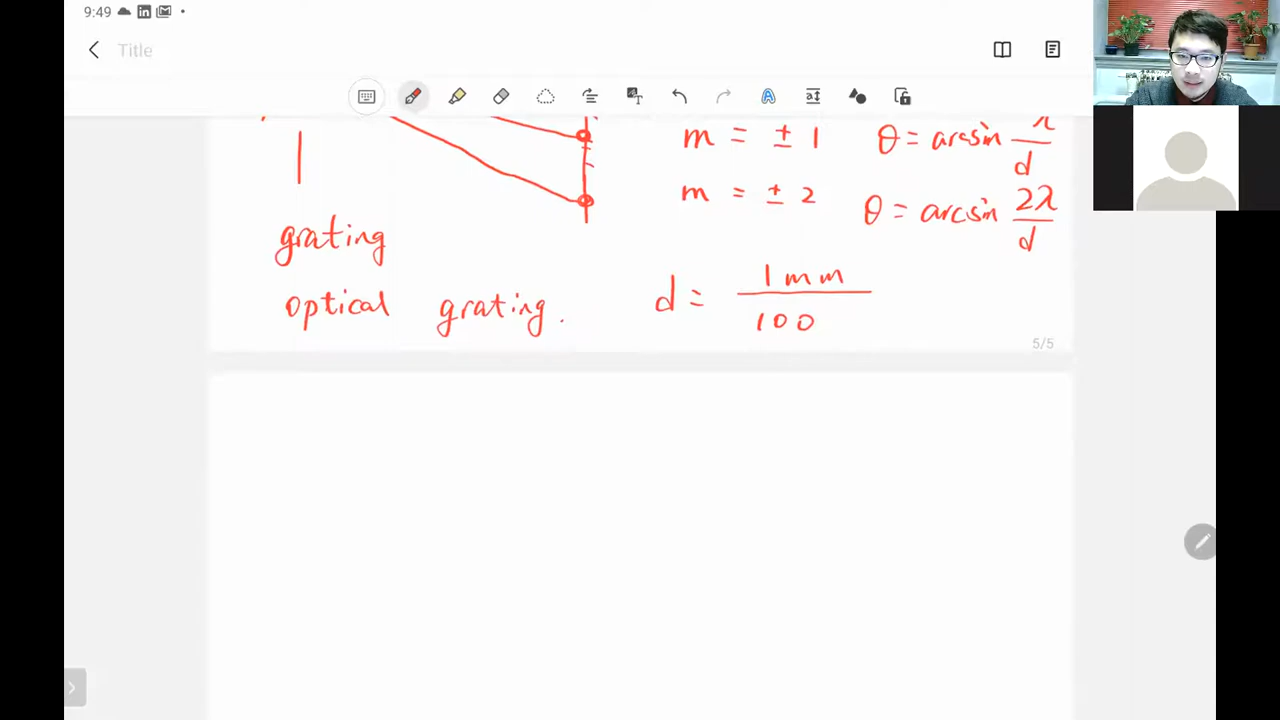 9:49
Title
m = ± 1 θ = arcsin λ/d
m = ± 2 θ = arcsin 2λ/d
grating
optical grating. d = 1mm/100
5/5